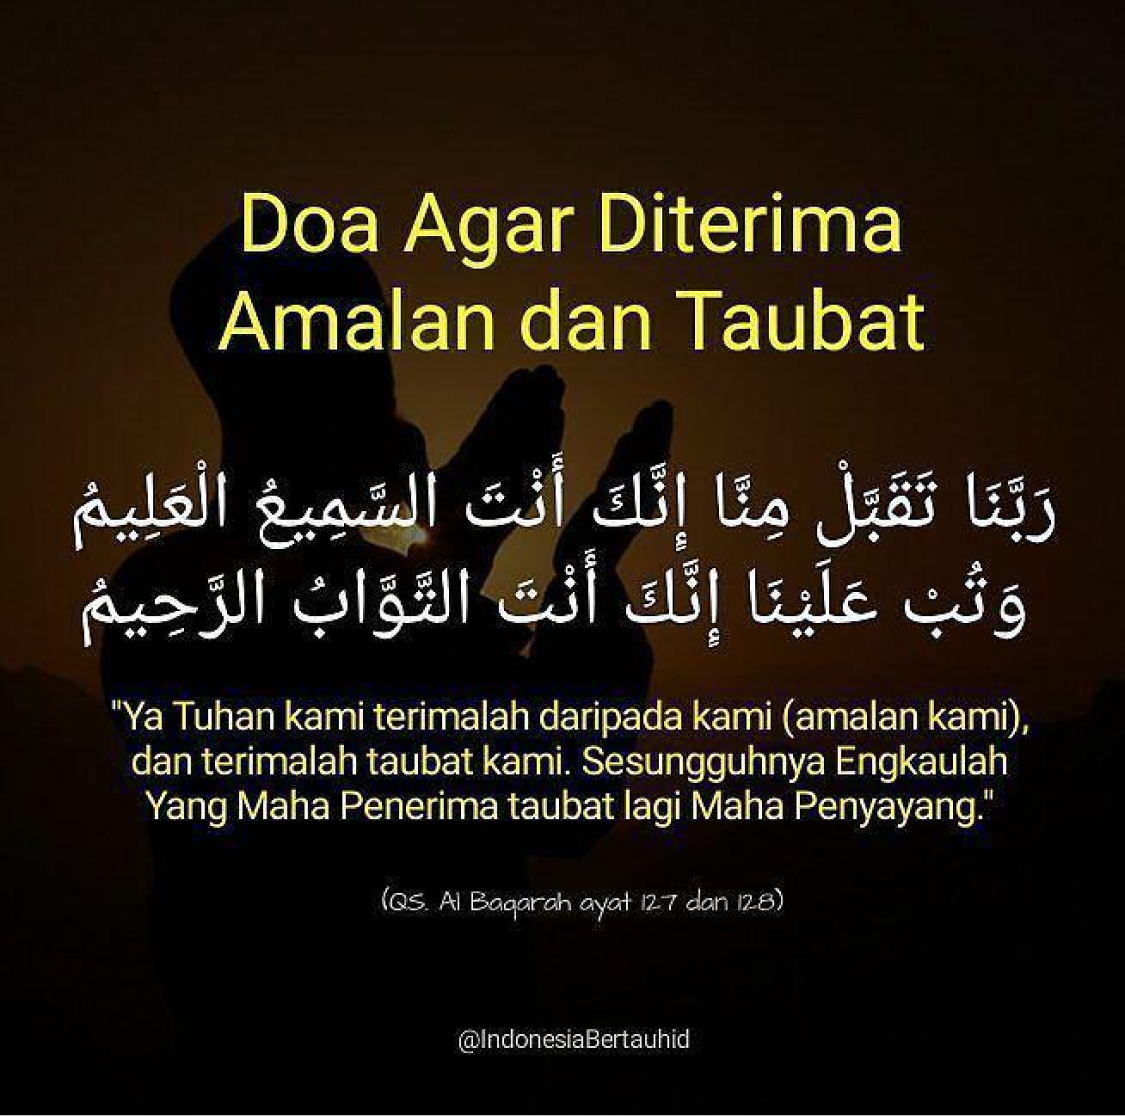 Doa Agar Diterima
Amalan dan Taubat
رَبَّنَا تَقَبَّلْ مِنَّا إِنَّكَ أَنْتَ السَّمِيعُ الْعَلِيمُ
وَتُبْ عَلَيْنَا إِنَّكَ أَنْتَ التَّوَّابُ الرَّحِيمُ
"Ya Tuhan kami terimalah daripada kami (amalan kami),
dan terimalah taubat kami. Sesungguhnya Engkaulah
Yang Maha Penerima taubat lagi Maha Penyayang."
(QS. Al Baqarah ayat 127 dan 128)
@IndonesiaBertauhid